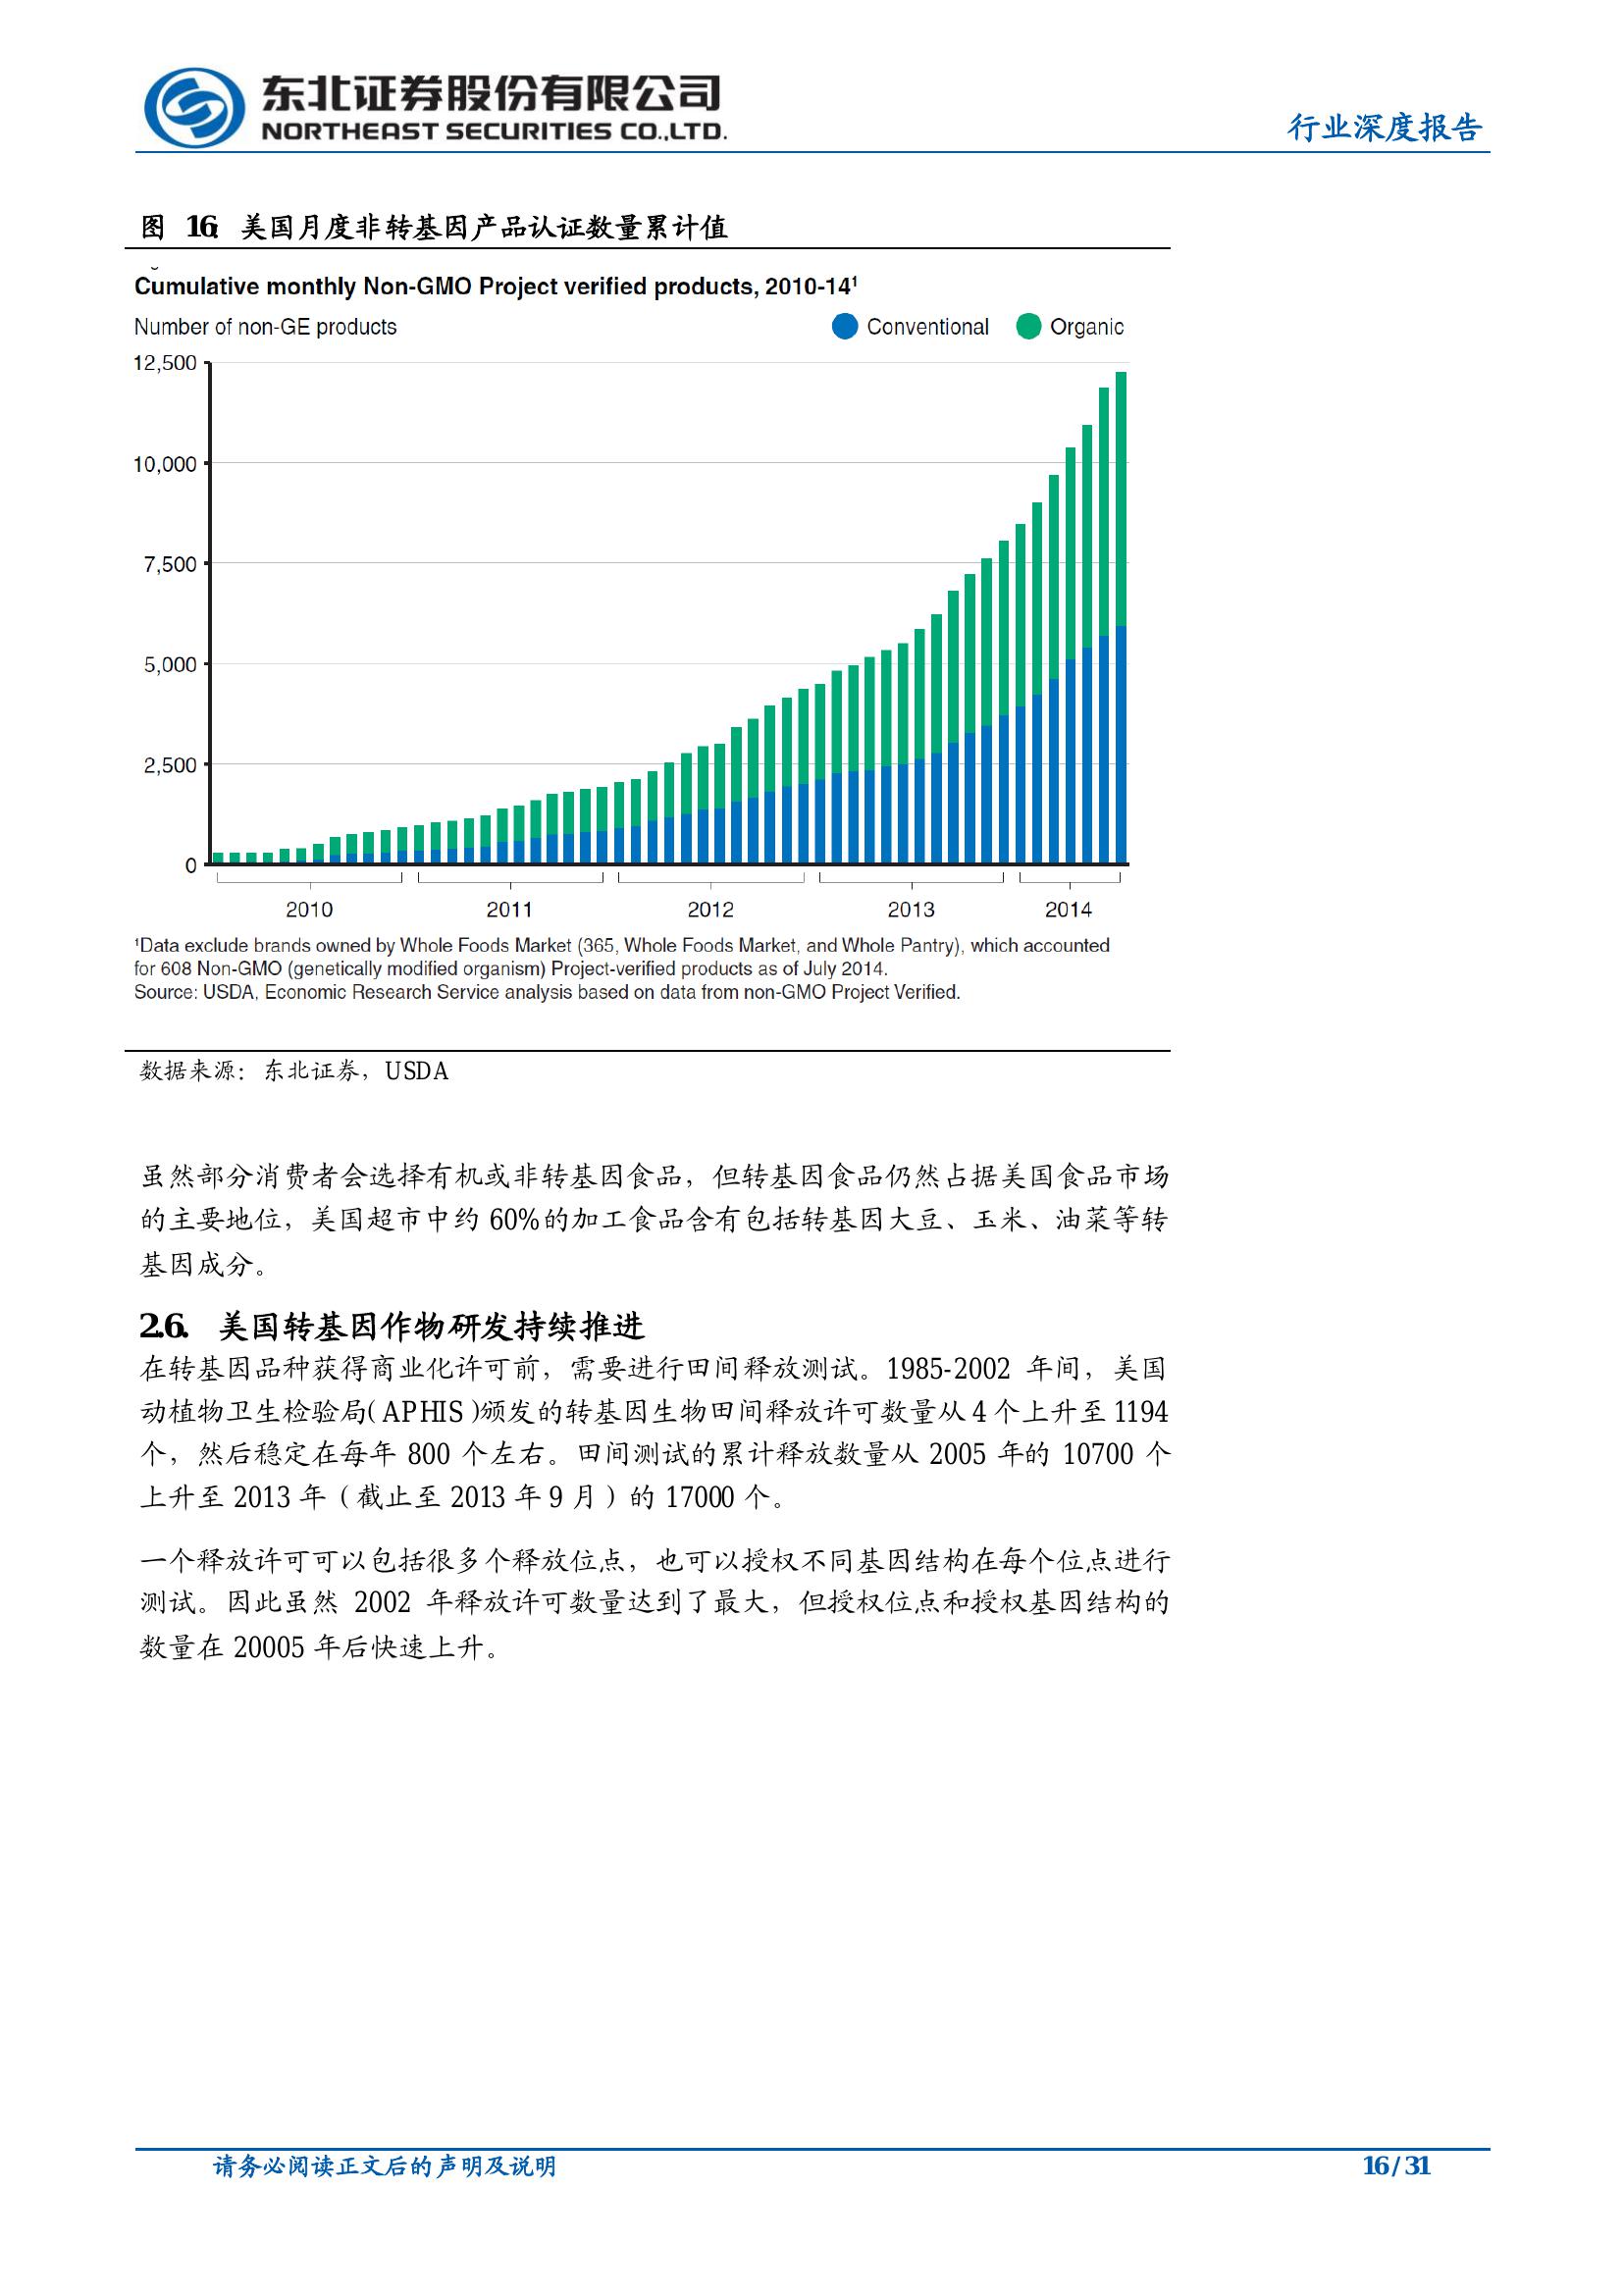 东北证券股份有限公司
NORTHEAST SECURITIES CO.,LTD.
行业深度报告
图 16: 美国月度非转基因产品认证数量累计值
Cumulative monthly Non-GMO Project verified products, 2010-14¹
Number of non-GE products
Conventional
Organic
12,500
10,000
7,500
5,000
2,500
0
2010 2011 2012 2013 2014
¹Data exclude brands owned by Whole Foods Market (365, Whole Foods Market, and Whole Pantry), which accounted
for 608 Non-GMO (genetically modified organism) Project-verified products as of July 2014.
Source: USDA, Economic Research Service analysis based on data from non-GMO Project Verified.
数据来源：东北证券，USDA
虽然部分消费者会选择有机或非转基因食品，但转基因食品仍然占据美国食品市场
的主要地位，美国超市中约 60%的加工食品含有包括转基因大豆、玉米、油菜等转
基因成分。
2.6. 美国转基因作物研发持续推进
在转基因品种获得商业化许可前，需要进行田间释放测试。1985-2002 年间，美国
动植物卫生检验局(APHIS)颁发的转基因生物田间释放许可数量从 4 个上升至 1194
个，然后稳定在每年 800 个左右。田间测试的累计释放数量从 2005 年的 10700 个
上升至 2013 年（截止至 2013 年 9 月）的 17000 个。
一个释放许可可以包括很多个释放位点，也可以授权不同基因结构在每个位点进行
测试。因此虽然 2002 年释放许可数量达到了最大，但授权位点和授权基因结构的
数量在 20005 年后快速上升。
请务必阅读正文后的声明及说明
16 / 31